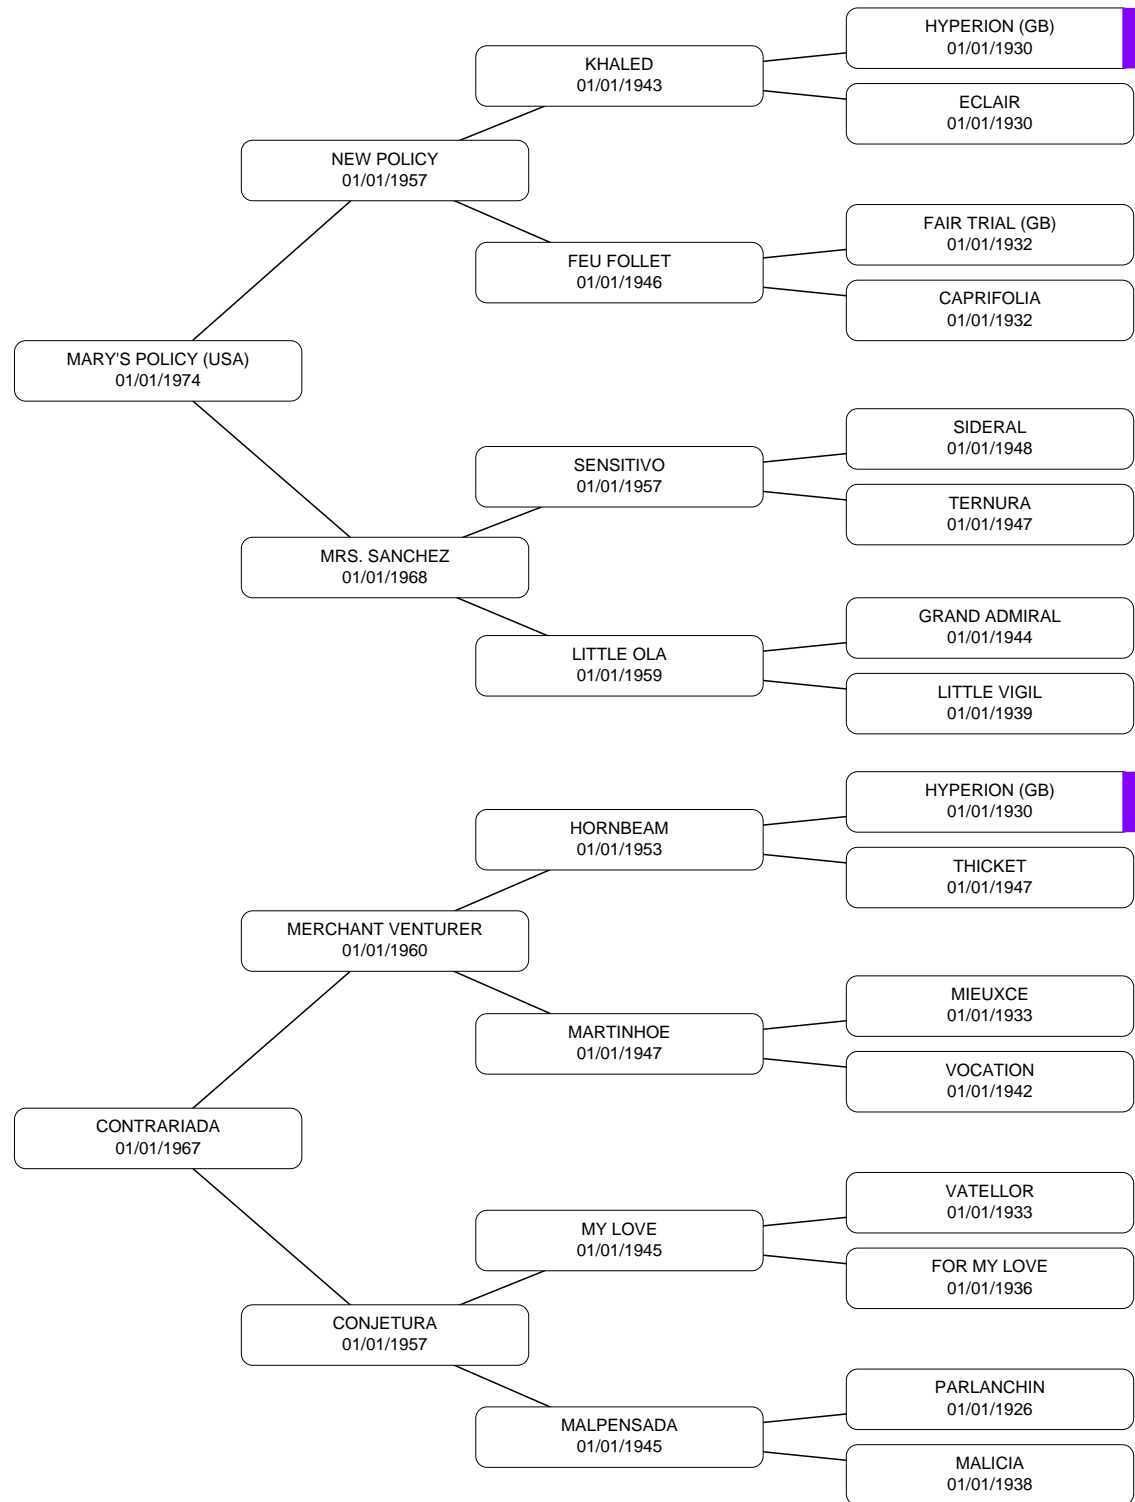 HYPERION (GB)
01/01/1930
KHALED
01/01/1943
ECLAIR
01/01/1930
NEW POLICY
01/01/1957
FAIR TRIAL (GB)
01/01/1932
FEU FOLLET
01/01/1946
CAPRIFOLIA
01/01/1932
MARY'S POLICY (USA)
01/01/1974
SIDERAL
01/01/1948
SENSITIVO
01/01/1957
TERNURA
01/01/1947
MRS. SANCHEZ
01/01/1968
GRAND ADMIRAL
01/01/1944
LITTLE OLA
01/01/1959
LITTLE VIGIL
01/01/1939
HYPERION (GB)
01/01/1930
HORNBEAM
01/01/1953
THICKET
01/01/1947
MERCHANT VENTURER
01/01/1960
MIEUXCE
01/01/1933
MARTINHOE
01/01/1947
VOCATION
01/01/1942
CONTRARIADA
01/01/1967
VATELLOR
01/01/1933
MY LOVE
01/01/1945
FOR MY LOVE
01/01/1936
CONJETURA
01/01/1957
PARLANCHIN
01/01/1926
MALPENSADA
01/01/1945
MALICIA
01/01/1938